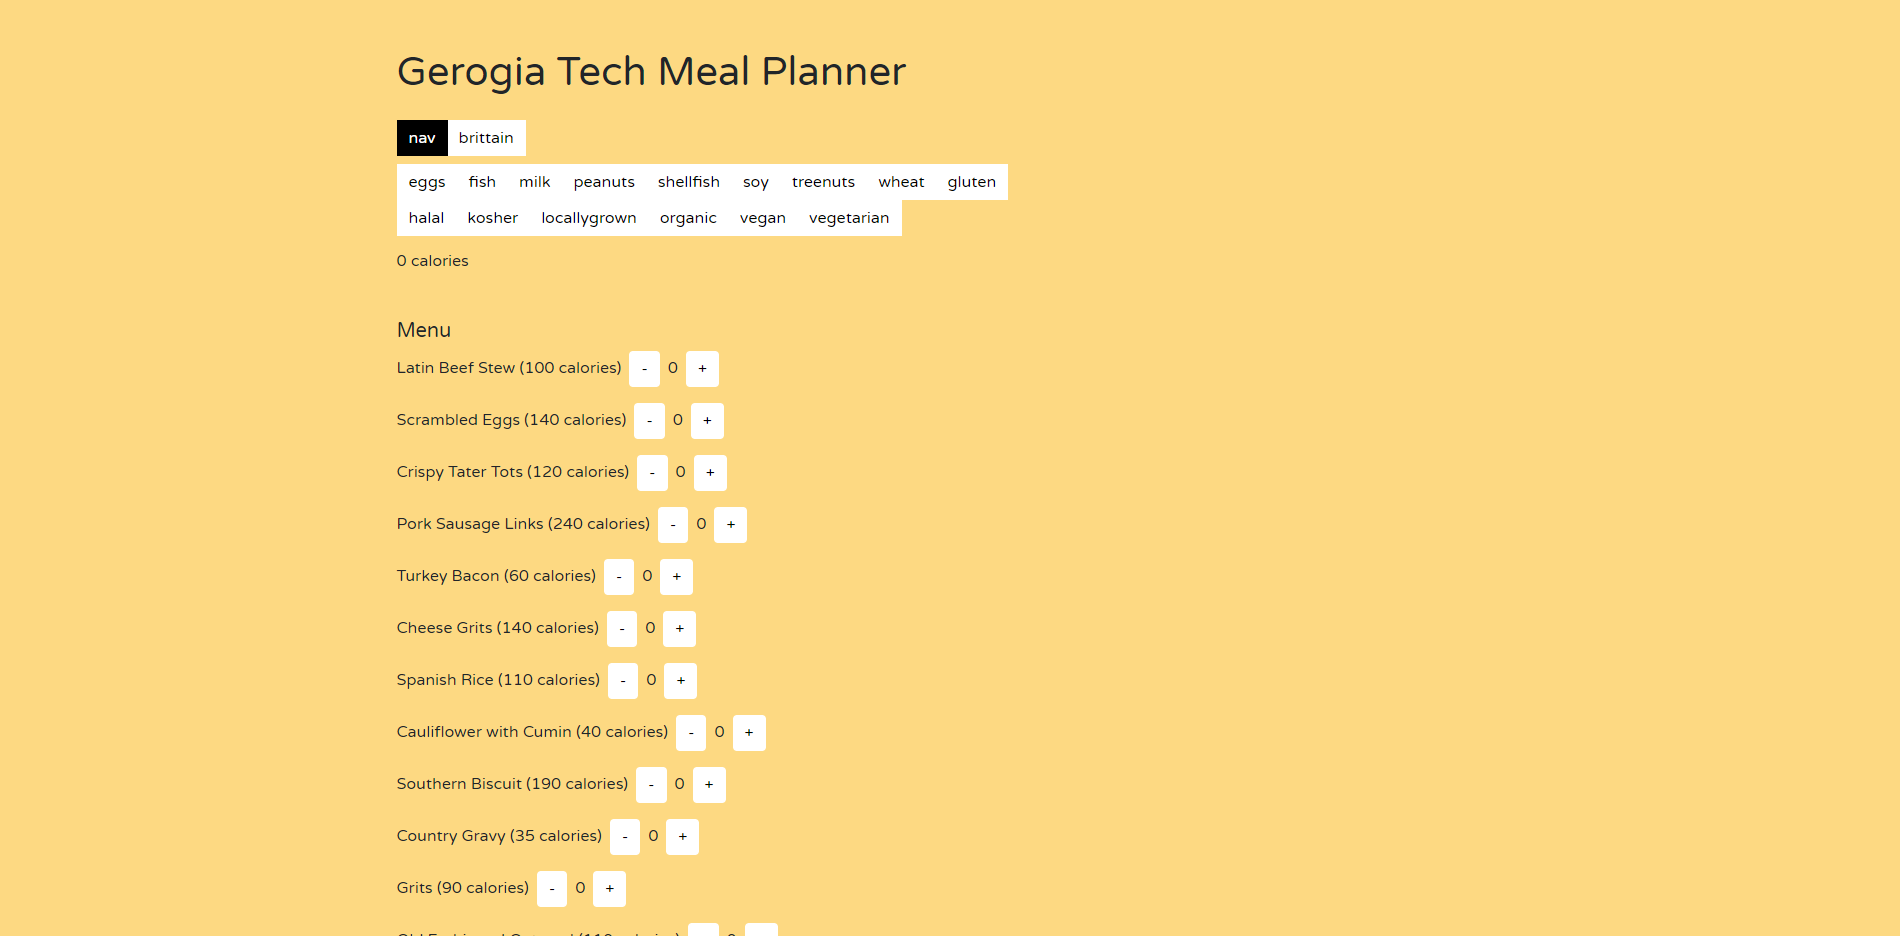 Gerogia Tech Meal Planner
nav brittain
eggs fish milk peanuts shellfish soy treenuts wheat gluten
halal kosher locallygrown organic vegan vegetarian
0 calories
Menu
Latin Beef Stew (100 calories) - 0 +
Scrambled Eggs (140 calories) - 0 +
Crispy Tater Tots (120 calories) - 0 +
Pork Sausage Links (240 calories) - 0 +
Turkey Bacon (60 calories) - 0 +
Cheese Grits (140 calories) - 0 +
Spanish Rice (110 calories) - 0 +
Cauliflower with Cumin (40 calories) - 0 +
Southern Biscuit (190 calories) - 0 +
Country Gravy (35 calories) - 0 +
Grits (90 calories) - 0 +